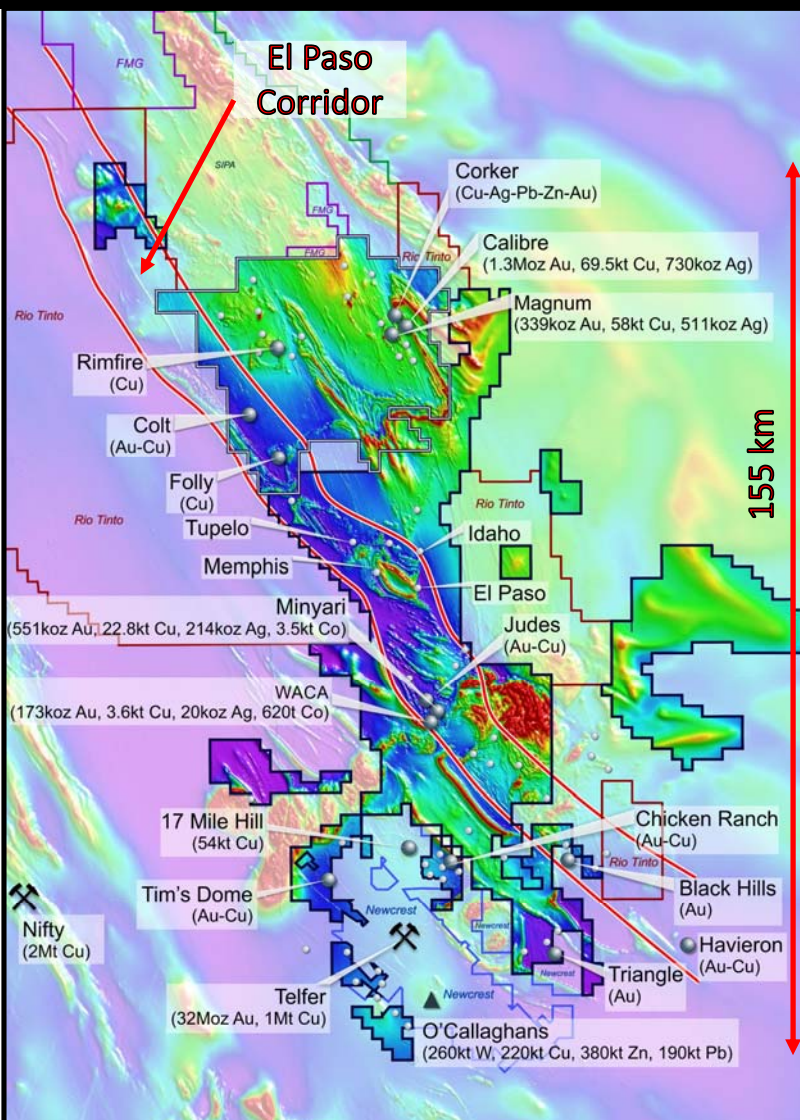 El Paso
Corridor
FMG
SIPA
FMG
FMG
Rio Tinto
Corker
(Cu-Ag-Pb-Zn-Au)
Calibre
(1.3Moz Au, 69.5kt Cu, 730koz Ag)
Magnum
(339koz Au, 58kt Cu, 511koz Ag)
Rio Tinto
Rimfire
(Cu)
Colt
(Au-Cu)
Folly
(Cu)
155 km
Rio Tinto
Rio Tinto
Tupelo
Idaho
Memphis
El Paso
Minyari
(551koz Au, 22.8kt Cu, 214koz Ag, 3.5kt Co)
Judes
(Au-Cu)
WACA
(173koz Au, 3.6kt Cu, 20koz Ag, 620t Co)
17 Mile Hill
(54kt Cu)
Chicken Ranch
(Au-Cu)
Rio Tinto
Tim's Dome
(Au-Cu)
Black Hills
(Au)
Newcrest
Newcrest
Nifty
(2Mt Cu)
Havieron
(Au-Cu)
Newcrest
Triangle
(Au)
Telfer
(32Moz Au, 1Mt Cu)
Newcrest
O'Callaghans
(260kt W, 220kt Cu, 380kt Zn, 190kt Pb)